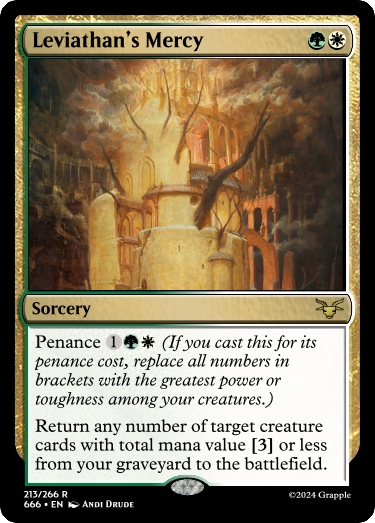 Leviathan's Mercy
Sorcery
Penance 1 (If you cast this for its
penance cost, replace all numbers in
brackets with the greatest power or
toughness among your creatures.)
Return any number of target creature
cards with total mana value [3] or less
from your graveyard to the battlefield.
213/266 R
666 • EN Andi Drude
©2024 Grapple